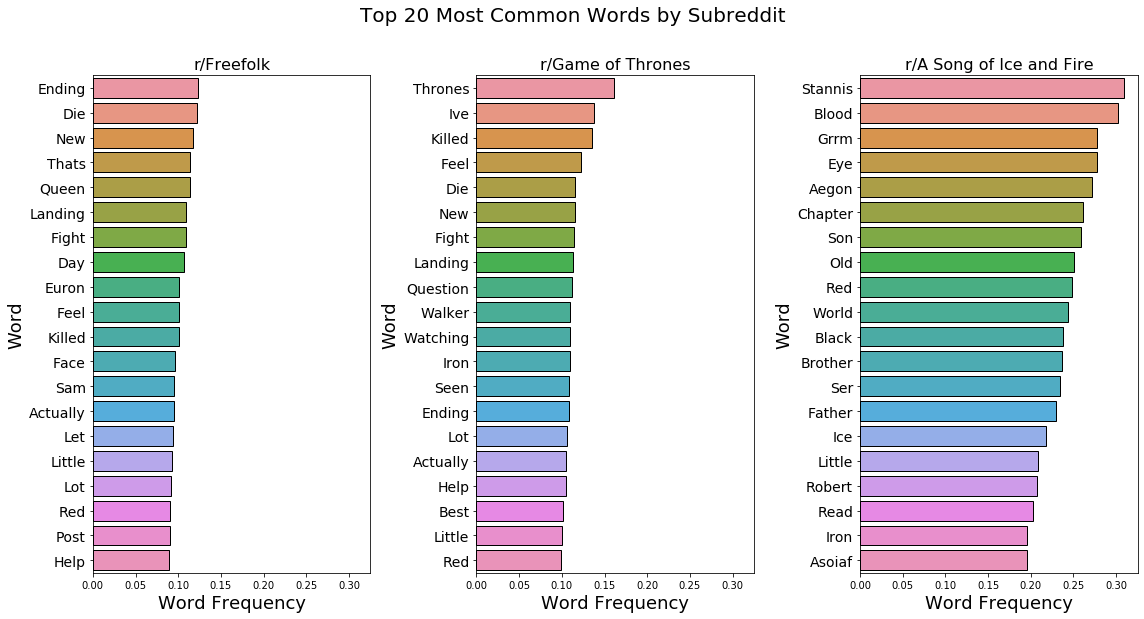 Top 20 Most Common Words by Subreddit
r/Freefolk
Word
Ending
Die
New
Thats
Queen
Landing
Fight
Day
Euron
Feel
Killed
Face
Sam
Actually
Let
Little
Lot
Red
Post
Help
0.00 0.05 0.10 0.15 0.20 0.25 0.30
Word Frequency
r/Game of Thrones
Word
Thrones
Ive
Killed
Feel
Die
New
Fight
Landing
Question
Walker
Watching
Iron
Seen
Ending
Lot
Actually
Help
Best
Little
Red
0.00 0.05 0.10 0.15 0.20 0.25 0.30
Word Frequency
r/A Song of Ice and Fire
Word
Stannis
Blood
Grrm
Eye
Aegon
Chapter
Son
Old
Red
World
Black
Brother
Ser
Father
Ice
Little
Robert
Read
Iron
Asoiaf
0.00 0.05 0.10 0.15 0.20 0.25 0.30
Word Frequency